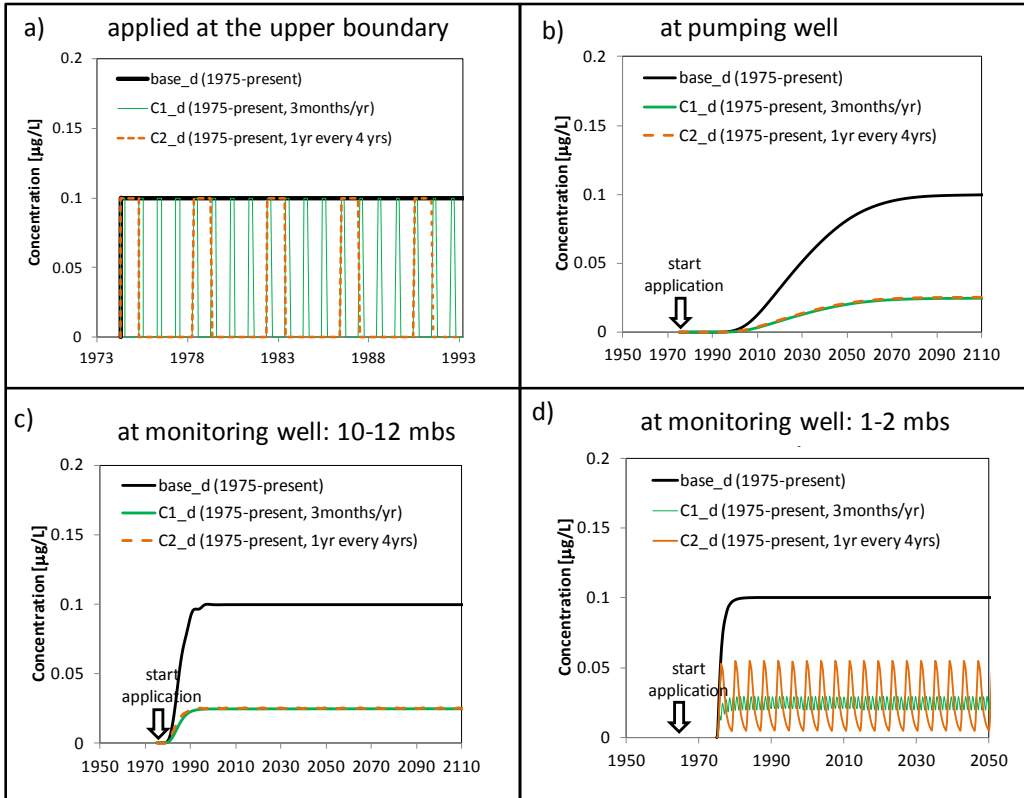 a)
applied at the upper boundary
0.2
0.15
0.1
0.05
0
Concentration [µg/L]
base_d (1975-present)
C1_d (1975-present, 3months/yr)
C2_d (1975-present, 1yr every 4 yrs)
1973 1978 1983 1988 1993
b)
at pumping well
0.2
0.15
0.1
0.05
0
Concentration [µg/L]
base_d (1975-present)
C1_d (1975-present, 3months/yr)
C2_d (1975-present, 1yr every 4yrs)
start
application
1950 1970 1990 2010 2030 2050 2070 2090 2110
c)
at monitoring well: 10-12 mbs
0.2
0.15
0.1
0.05
0
Concentration [µg/L]
base_d (1975-present)
C1_d (1975-present, 3months/yr)
C2_d (1975-present, 1yr every 4yrs)
start
application
1950 1970 1990 2010 2030 2050 2070 2090 2110
d)
at monitoring well: 1-2 mbs
0.2
0.15
0.1
0.05
0
Concentration [µg/L]
base_d (1975-present)
C1_d (1975-present, 3months/yr)
C2_d (1975-present, 1yr every 4yrs)
start
application
1950 1970 1990 2010 2030 2050